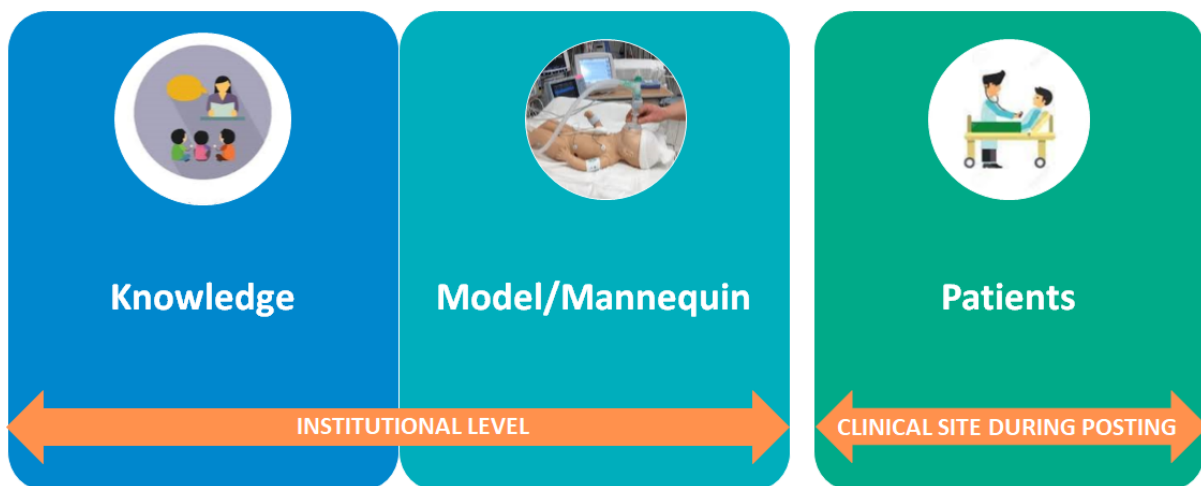 Knowledge
Model/Mannequin
Patients
INSTITUTIONAL LEVEL
CLINICAL SITE DURING POSTING